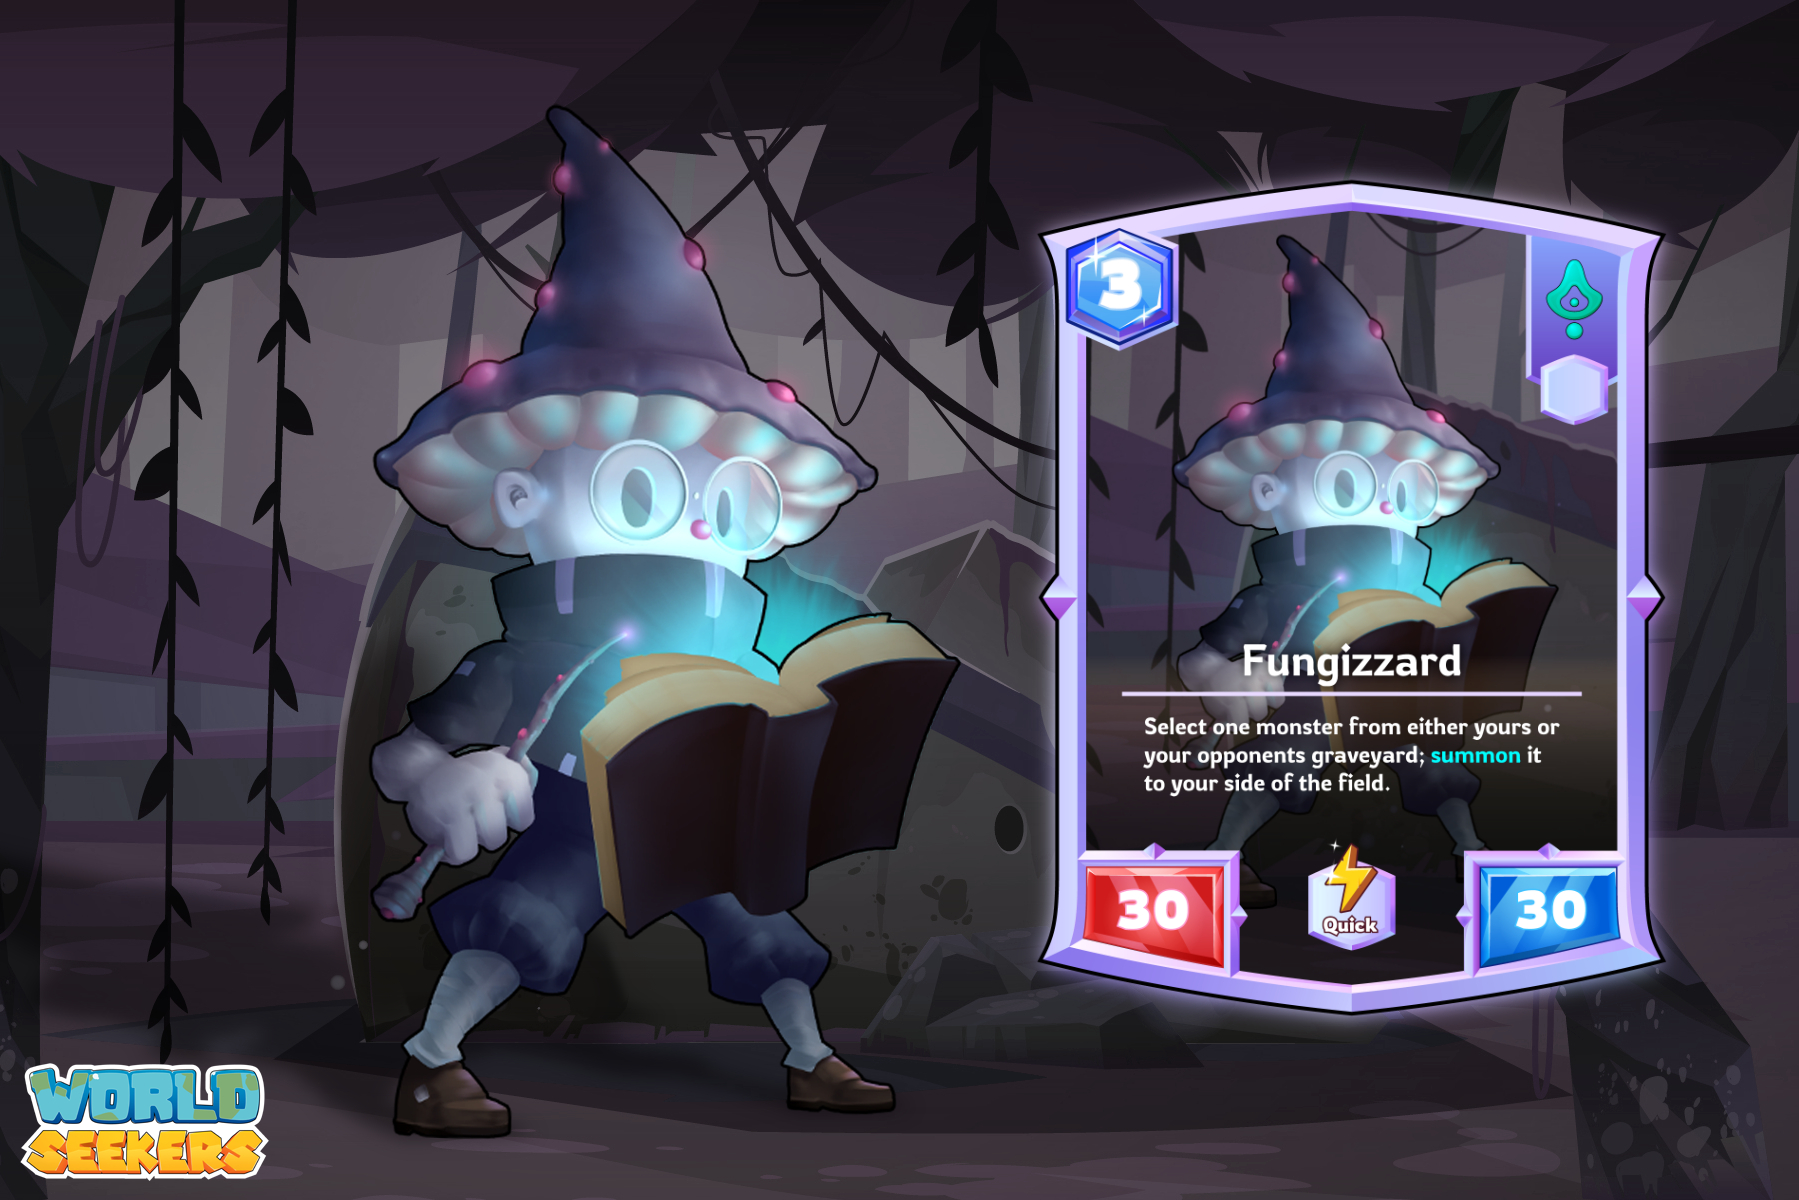 3
Fungizzard
Select one monster from either yours or
your opponents graveyard; summon it
to your side of the field.
30
Quick
30
WORLD
SEEKERS